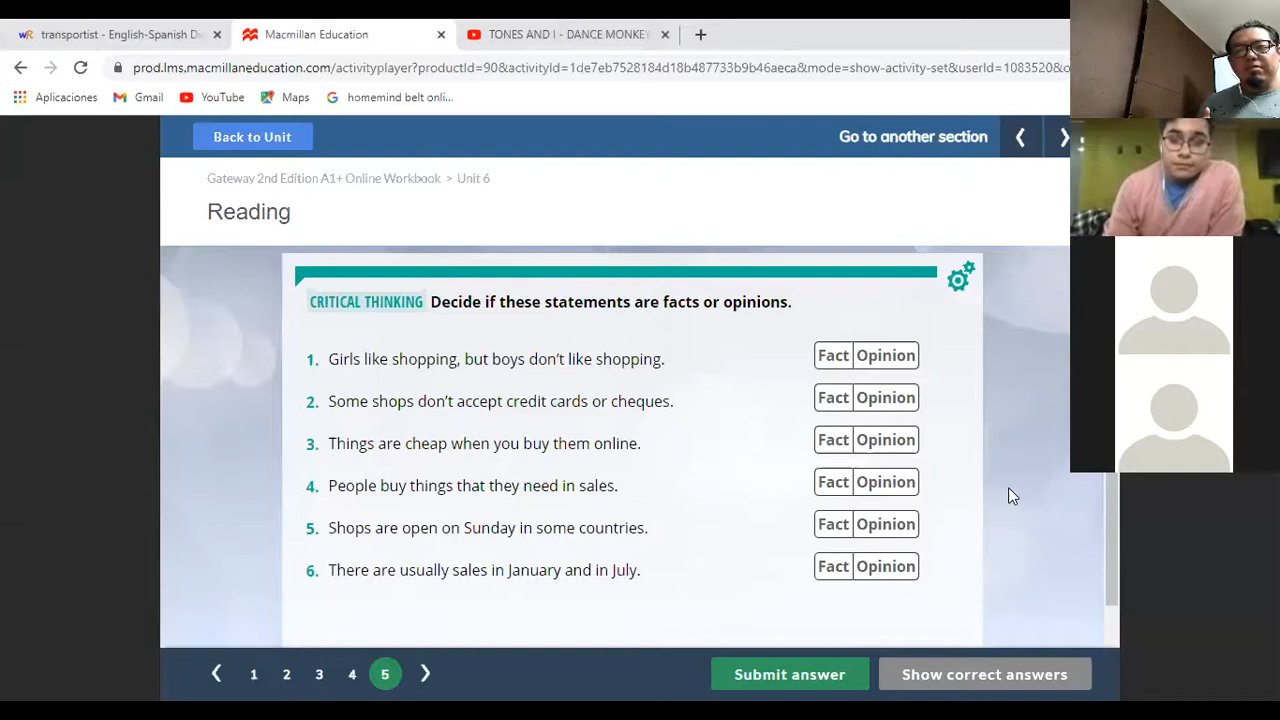 transportist - English-Spanish Di
Macmillan Education
TONES AND I - DANCE MONKEY
prod.lms.macmillaneducation.com/activityplayer?productId=90&activityId=1de7eb7528184d18b487733b9b46aeca&mode=show-activity-set&userId=1083520&o
Aplicaciones Gmail YouTube Maps homemind belt onli...
Back to Unit Go to another section
Gateway 2nd Edition A1+ Online Workbook > Unit 6
Reading
CRITICAL THINKING Decide if these statements are facts or opinions.
1. Girls like shopping, but boys don't like shopping. Fact Opinion
2. Some shops don't accept credit cards or cheques. Fact Opinion
3. Things are cheap when you buy them online. Fact Opinion
4. People buy things that they need in sales. Fact Opinion
5. Shops are open on Sunday in some countries. Fact Opinion
6. There are usually sales in January and in July. Fact Opinion
1 2 3 4 5 Submit answer Show correct answers